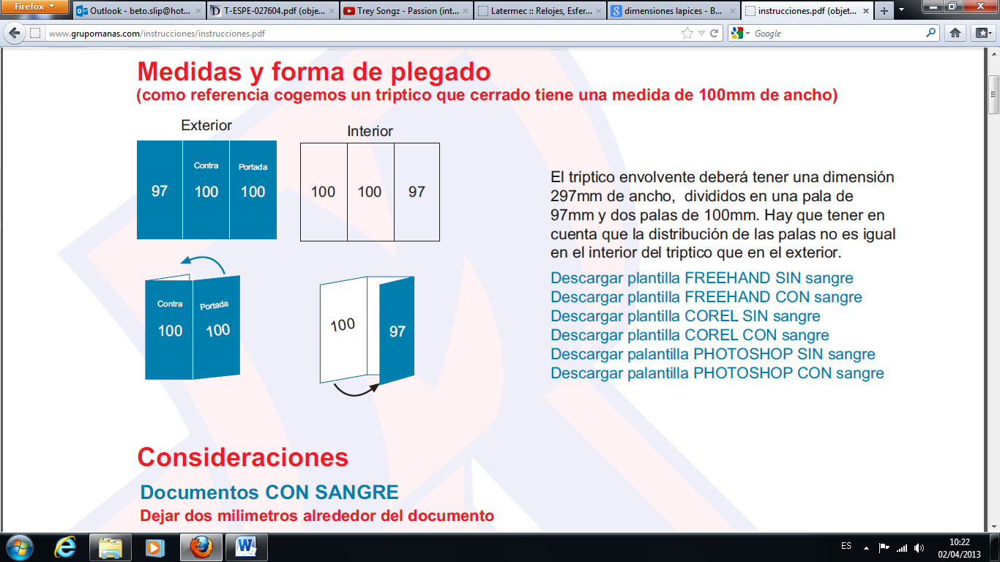 Firefox
Outlook - beto.slip@hot...
T-ESPE-027604.pdf (obje...
Trey Songz - Passion (int...
Latermec :: Relojes, Esfer...
dimensiones lapices - B...
instrucciones.pdf (objet...
www.grupomanas.com/instrucciones/instrucciones.pdf
Google
Medidas y forma de plegado
(como referencia cogemos un triptico que cerrado tiene una medida de 100mm de ancho)
Exterior
Interior
Contra
Portada
97
100
100
100
100
97
El triptico envolvente deberá tener una dimensión
297mm de ancho, divididos en una pala de
97mm y dos palas de 100mm. Hay que tener en
cuenta que la distribución de las palas no es igual
en el interior del triptico que en el exterior.
Contra
Portada
100
100
100
97
Descargar plantilla FREEHAND SIN sangre
Descargar plantilla FREEHAND CON sangre
Descargar plantilla COREL SIN sangre
Descargar plantilla COREL CON sangre
Descargar palantilla PHOTOSHOP SIN sangre
Descargar palantilla PHOTOSHOP CON sangre
Consideraciones
Documentos CON SANGRE
Dejar dos milimetros alrededor del documento
ES
10:22
02/04/2013